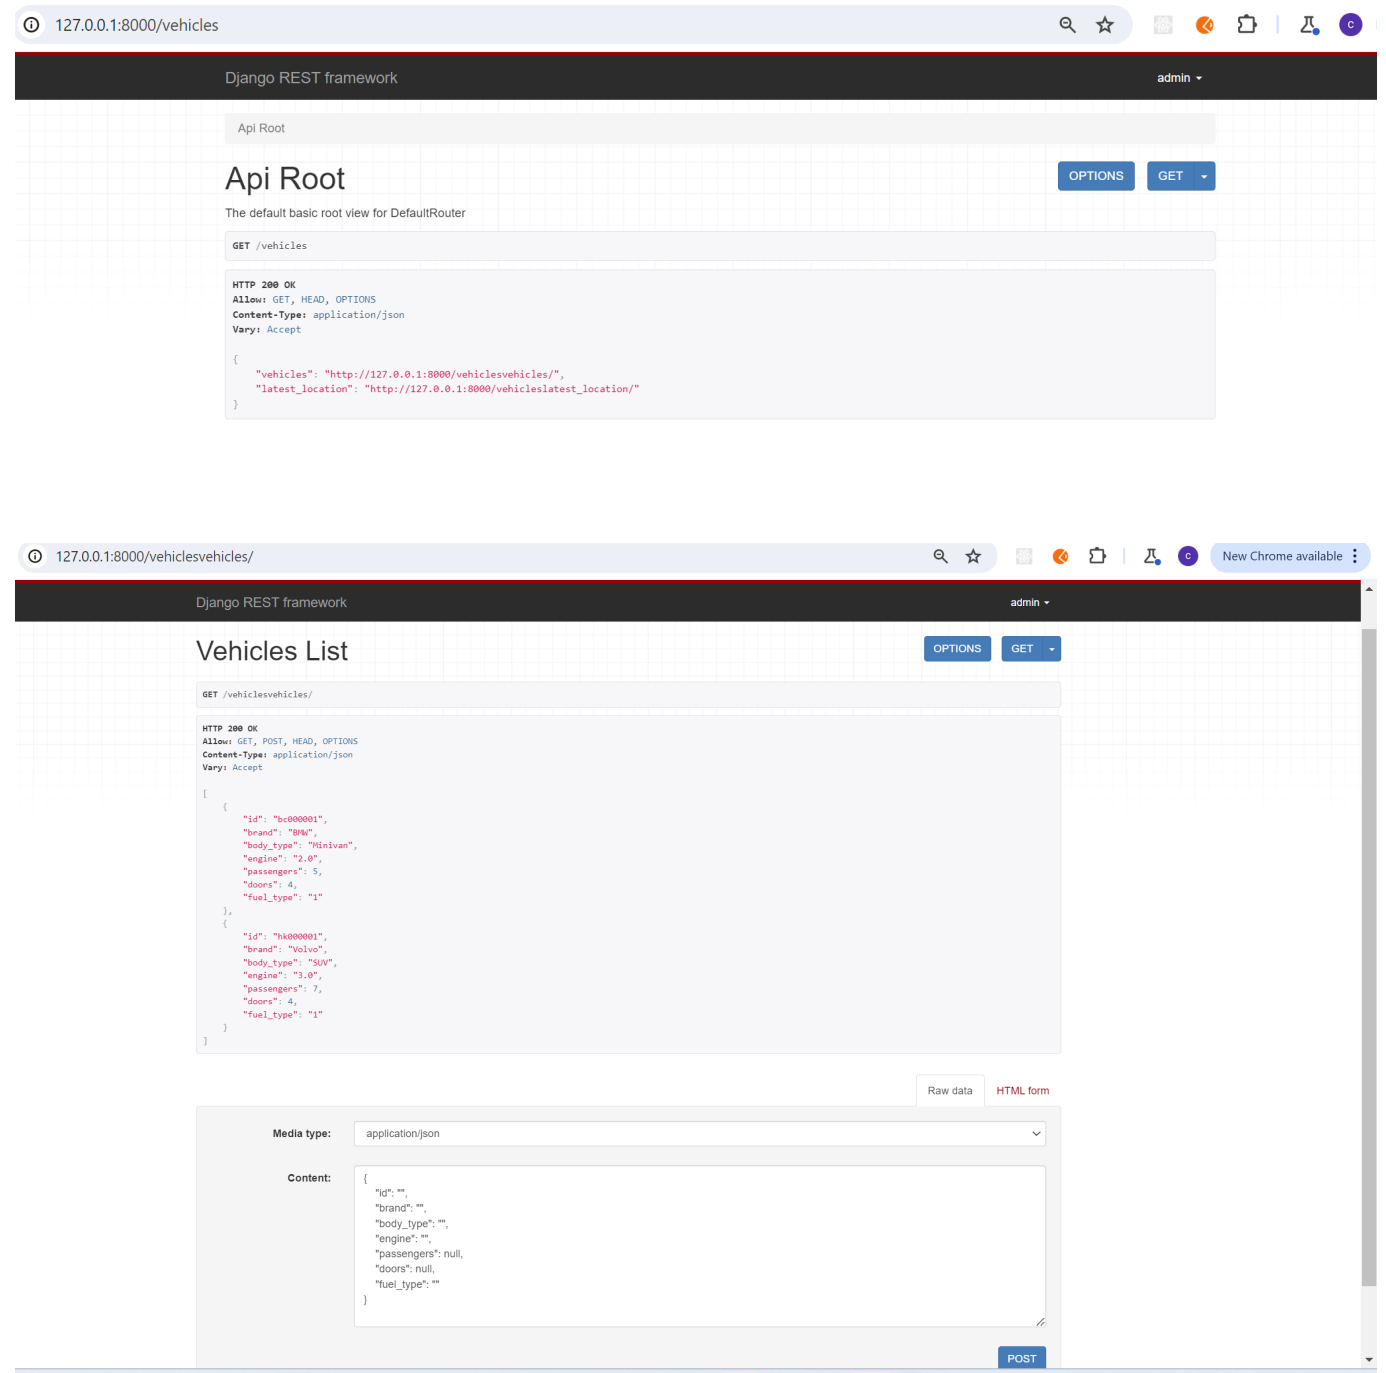 127.0.0.1:8000/vehicles
C
Django REST framework
admin
Api Root
Api Root
OPTIONS
GET
The default basic root view for DefaultRouter
GET /vehicles
HTTP 200 OK
Allow: GET, HEAD, OPTIONS
Content-Type: application/json
Vary: Accept
{
"vehicles": "http://127.0.0.1:8000/vehiclesvehicles/",
"latest_location": "http://127.0.0.1:8000/vehicleslatest_location/"
}
127.0.0.1:8000/vehiclesvehicles/
C
New Chrome available
Django REST framework
admin
Vehicles List
OPTIONS
GET
GET /vehiclesvehicles/
HTTP 200 OK
Allow: GET, POST, HEAD, OPTIONS
Content-Type: application/json
Vary: Accept
[
{
"id": "bc000001",
"brand": "BMW",
"body_type": "Minivan",
"engine": "2.0",
"passengers": 5,
"doors": 4,
"fuel_type": "1"
},
{
"id": "hk000001",
"brand": "Volvo",
"body_type": "SUV",
"engine": "3.0",
"passengers": 7,
"doors": 4,
"fuel_type": "1"
}
]
Raw data
HTML form
Media type:
application/json
Content:
{
"id": "",
"brand": "",
"body_type": "",
"engine": "",
"passengers": null,
"doors": null,
"fuel_type": ""
}
POST